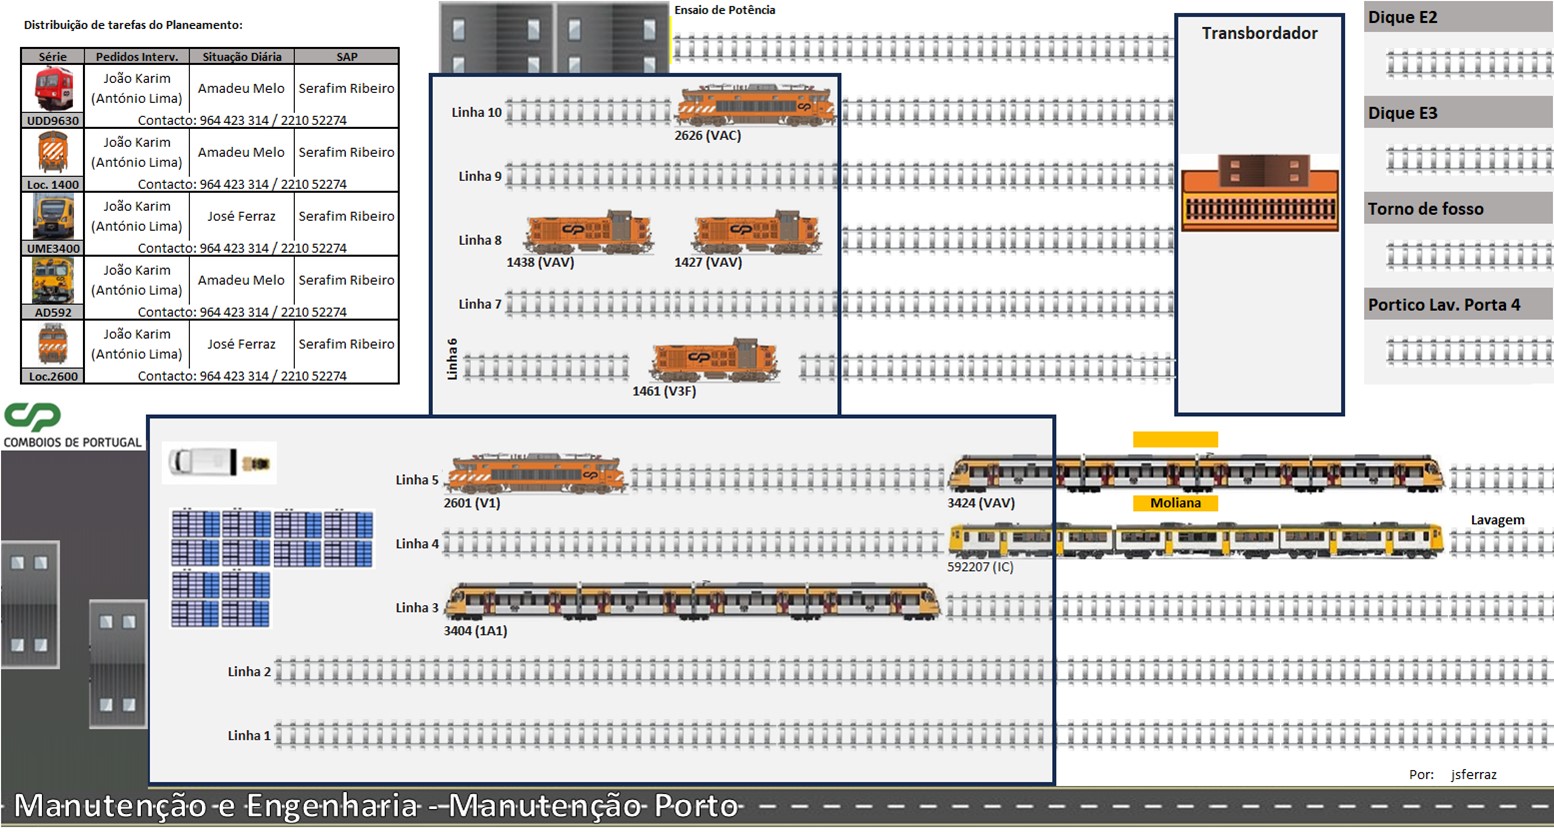 Distribuição de tarefas do Planeamento:
Série Pedidos Interv. Situação Diária SAP
João Karim
(António Lima) Amadeu Melo Serafim Ribeiro
UDD9630 Contacto: 964 423 314 / 2210 52274
João Karim
(António Lima) Amadeu Melo Serafim Ribeiro
Loc. 1400 Contacto: 964 423 314 / 2210 52274
João Karim
(António Lima) José Ferraz Serafim Ribeiro
UME3400 Contacto: 964 423 314 / 2210 52274
João Karim
(António Lima) Amadeu Melo Serafim Ribeiro
AD592 Contacto: 964 423 314 / 2210 52274
João Karim
(António Lima) José Ferraz Serafim Ribeiro
Loc.2600 Contacto: 964 423 314 / 2210 52274
CP
COMBOIOS DE PORTUGAL
Ensaio de Potência
Linha 10
2626 (VAC)
Linha 9
Linha 8
1438 (VAV) 1427 (VAV)
Linha 7
Linha 6
1461 (V3F)
Transbordador
Dique E2
Dique E3
Torno de fosso
Portico Lav. Porta 4
Linha 5
2601 (V1) 3424 (VAV)
Moliana
Lavagem
Linha 4
592207 (IC)
Linha 3
3404 (1A1)
Linha 2
Linha 1
Por: jsferraz
Manutenção e Engenharia - Manutenção Porto